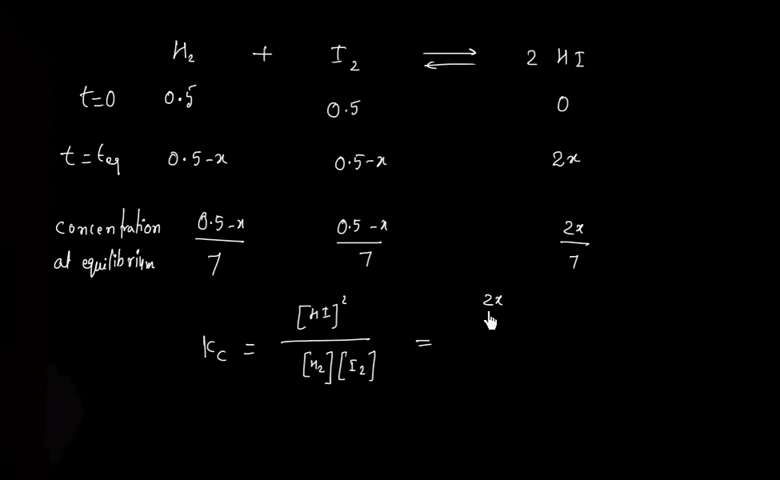 H₂ + I₂ ⇌ 2 HI
t=0 0.5 0.5 0
t=teq 0.5-x 0.5-x 2x
concentration at equilibrium 0.5-x/7 0.5-x/7 2x/7
Kc = [HI]²/[H₂][I₂] = 2x